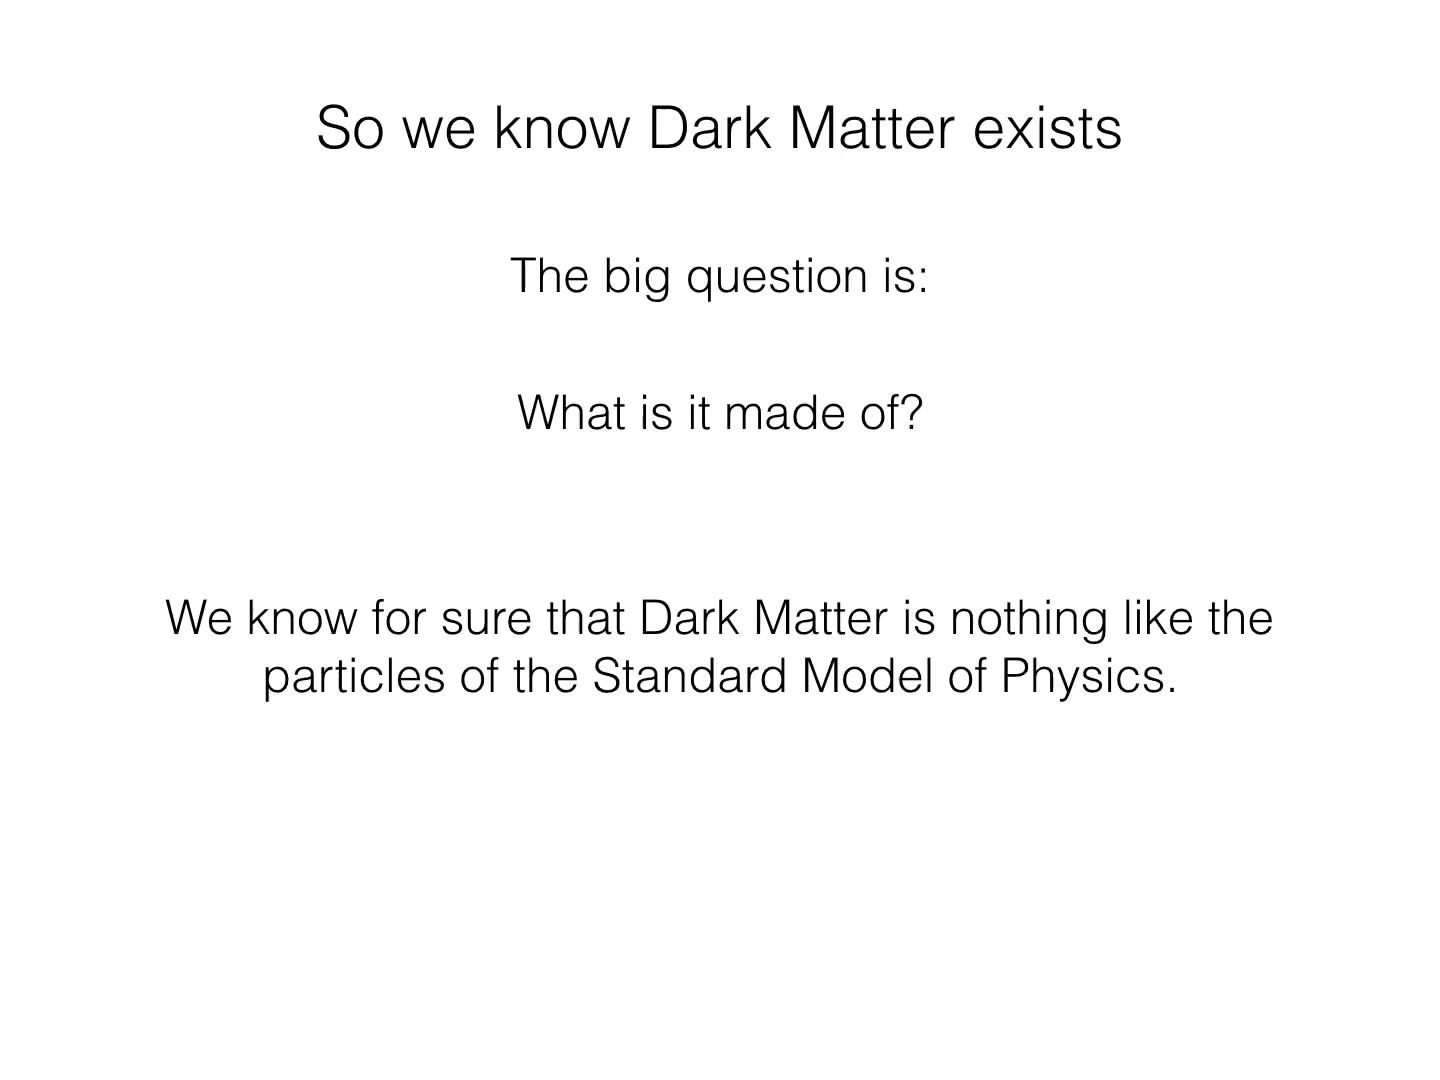 So we know Dark Matter exists
The big question is:
What is it made of?
We know for sure that Dark Matter is nothing like the
particles of the Standard Model of Physics.